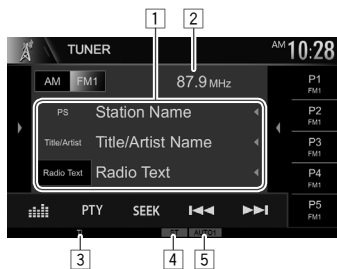 1 2
TUNER AM 10:28
AM FM1 87.9 MHz
P1
FM1
PS Station Name
P2
FM1
Title/Artist Title/Artist Name
P3
FM1
Radio Text Radio Text
P4
FM1
PTY SEEK
P5
FM1
ST AUTO1
3 4 5